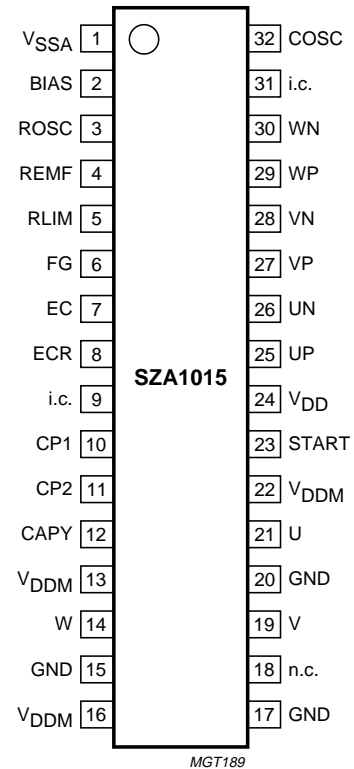 VSSA 1 32 COSC
BIAS 2 31 i.c.
ROSC 3 30 WN
REMF 4 29 WP
RLIM 5 28 VN
FG 6 27 VP
EC 7 26 UN
ECR 8 25 UP
SZA1015
i.c. 9 24 VDD
CP1 10 23 START
CP2 11 22 VDDM
CAPY 12 21 U
VDDM 13 20 GND
W 14 19 V
GND 15 18 n.c.
VDDM 16 17 GND
MGT189